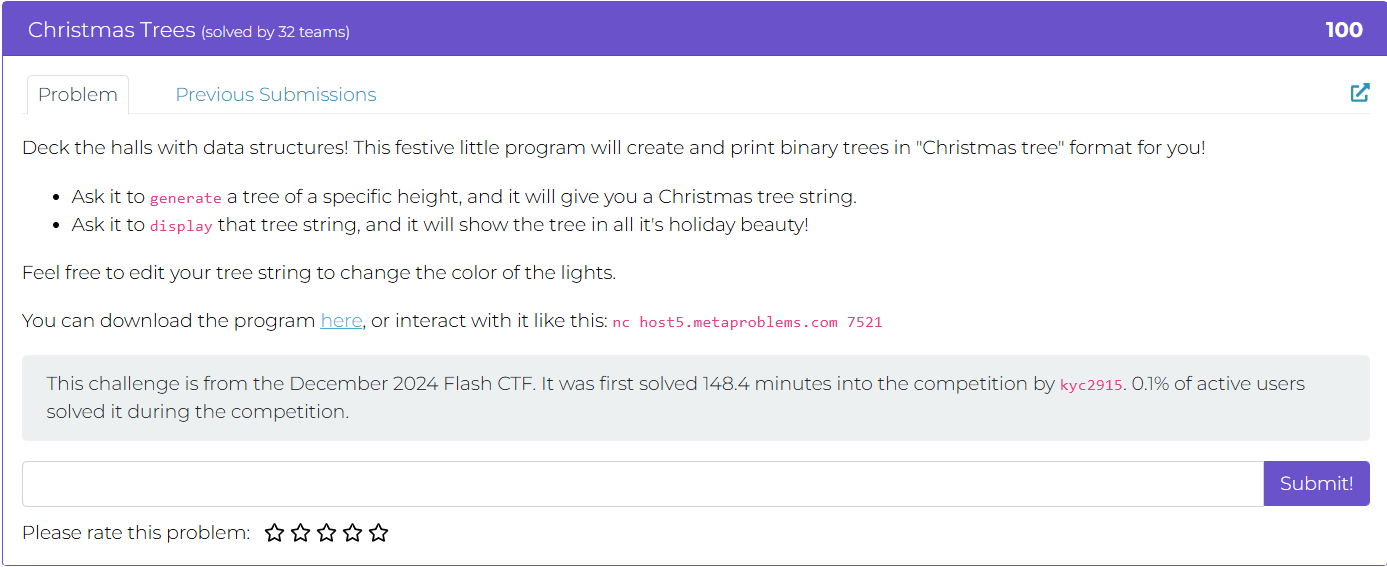 Christmas Trees (solved by 32 teams) 100
Problem Previous Submissions
Deck the halls with data structures! This festive little program will create and print binary trees in "Christmas tree" format for you!
• Ask it to generate a tree of a specific height, and it will give you a Christmas tree string.
• Ask it to display that tree string, and it will show the tree in all it's holiday beauty!
Feel free to edit your tree string to change the color of the lights.
You can download the program here, or interact with it like this: nc host5.metaproblems.com 7521
This challenge is from the December 2024 Flash CTF. It was first solved 148.4 minutes into the competition by kyc2915. 0.1% of active users
solved it during the competition.
Submit!
Please rate this problem: